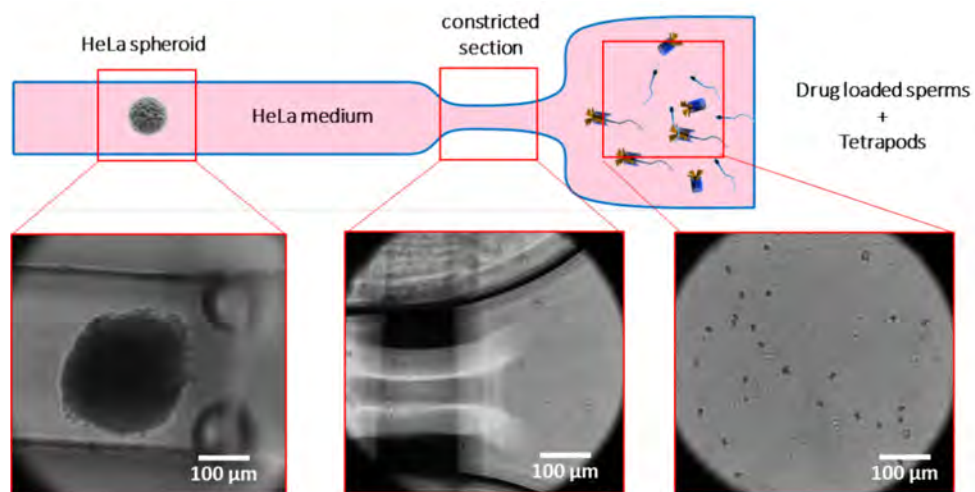 HeLa spheroid
constricted
section
HeLa medium
Drug loaded sperms
+
Tetrapods
100 µm
100 µm
100 µm